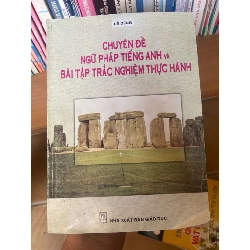 CHUYÊN ĐỀ
NGỮ PHÁP TIẾNG ANH và
BÀI TẬP TRẮC NGHIỆM THỰC HÀNH
NHÀ XUẤT BẢN GIÁO DỤC